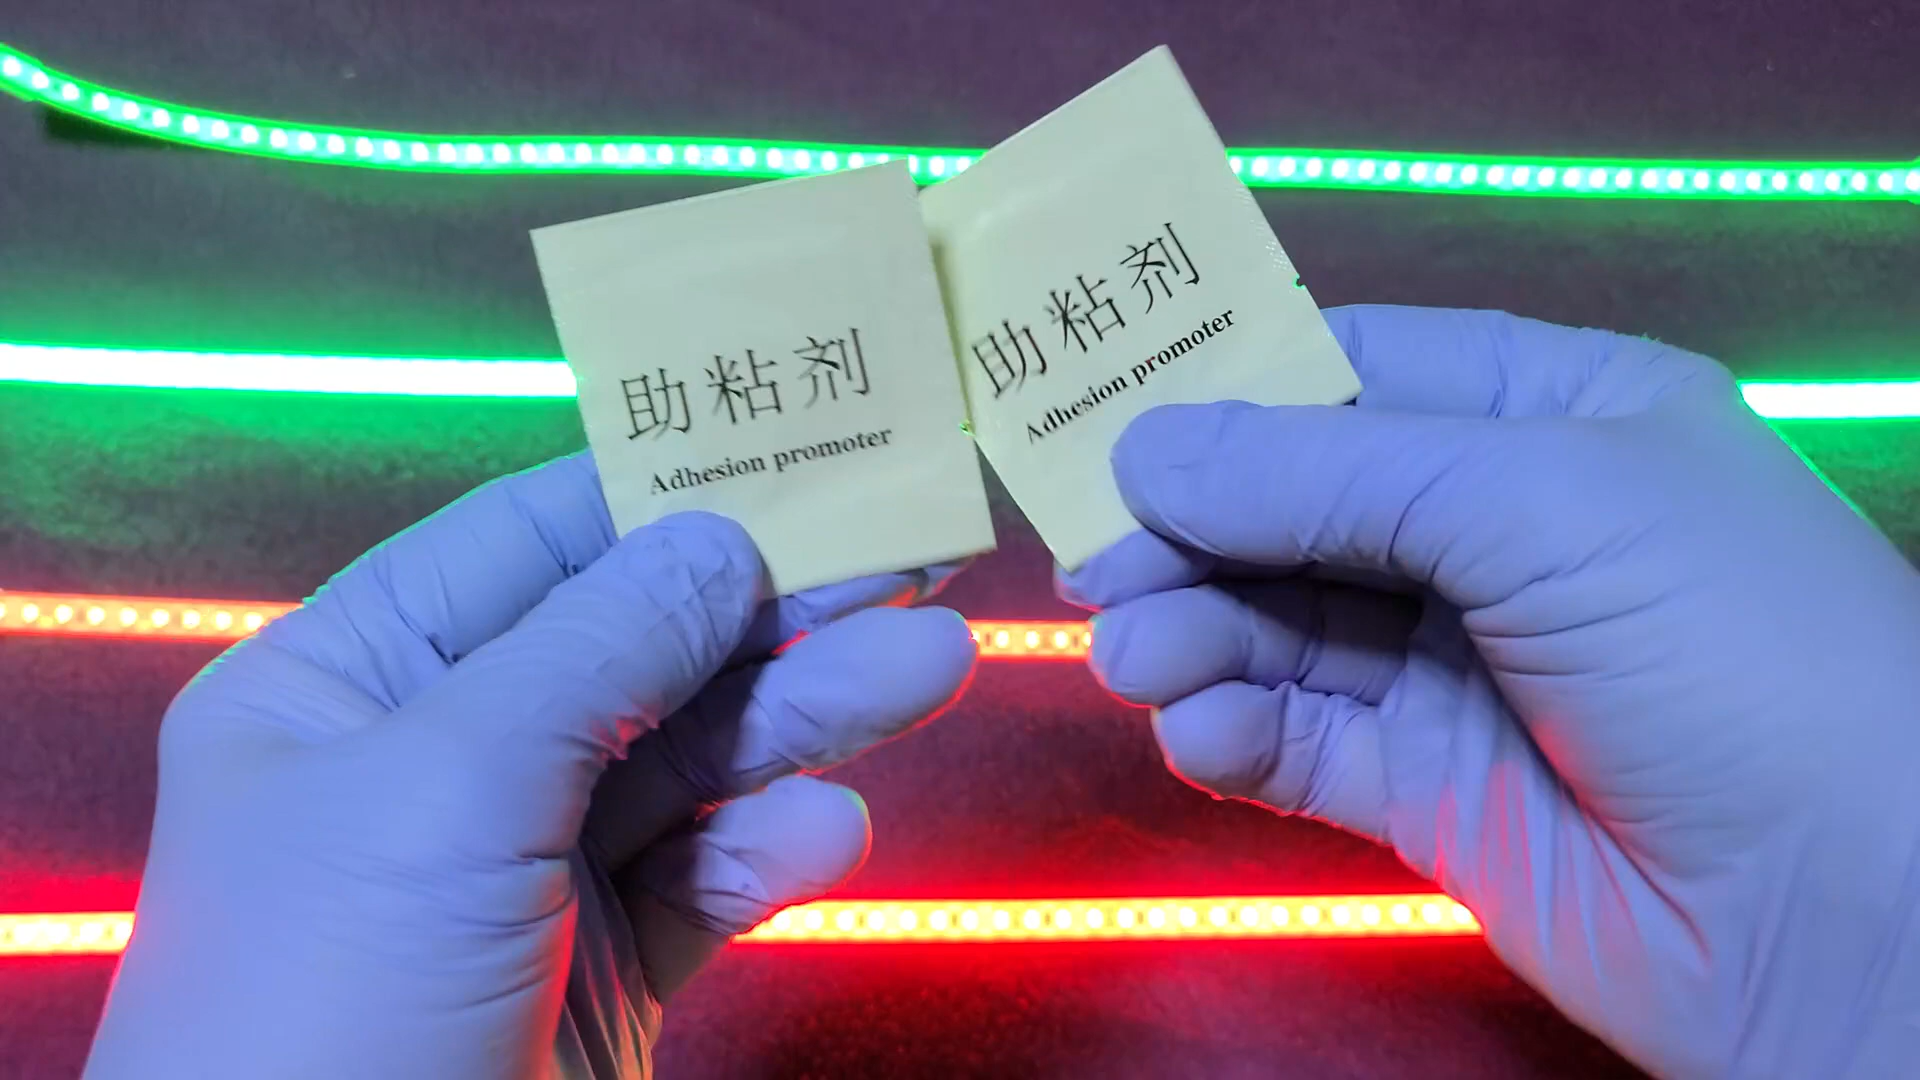 助粘剂
Adhesion promoter
助粘剂
Adhesion promoter